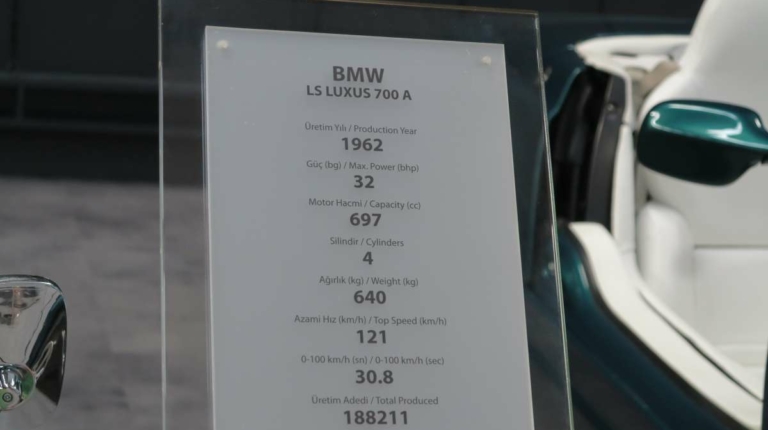 BMW
LS LUXUS 700 A
Üretim Yılı / Production Year
1962
Güç (bg) / Max. Power (bhp)
32
Motor Hacmi / Capacity (cc)
697
Silindir / Cylinders
4
Ağırlık (kg) / Weight (kg)
640
Azami Hız (km/h) / Top Speed (km/h)
121
0-100 km/h (sn) / 0-100 km/h (sec)
30.8
Üretim Adedi / Total Produced
188211